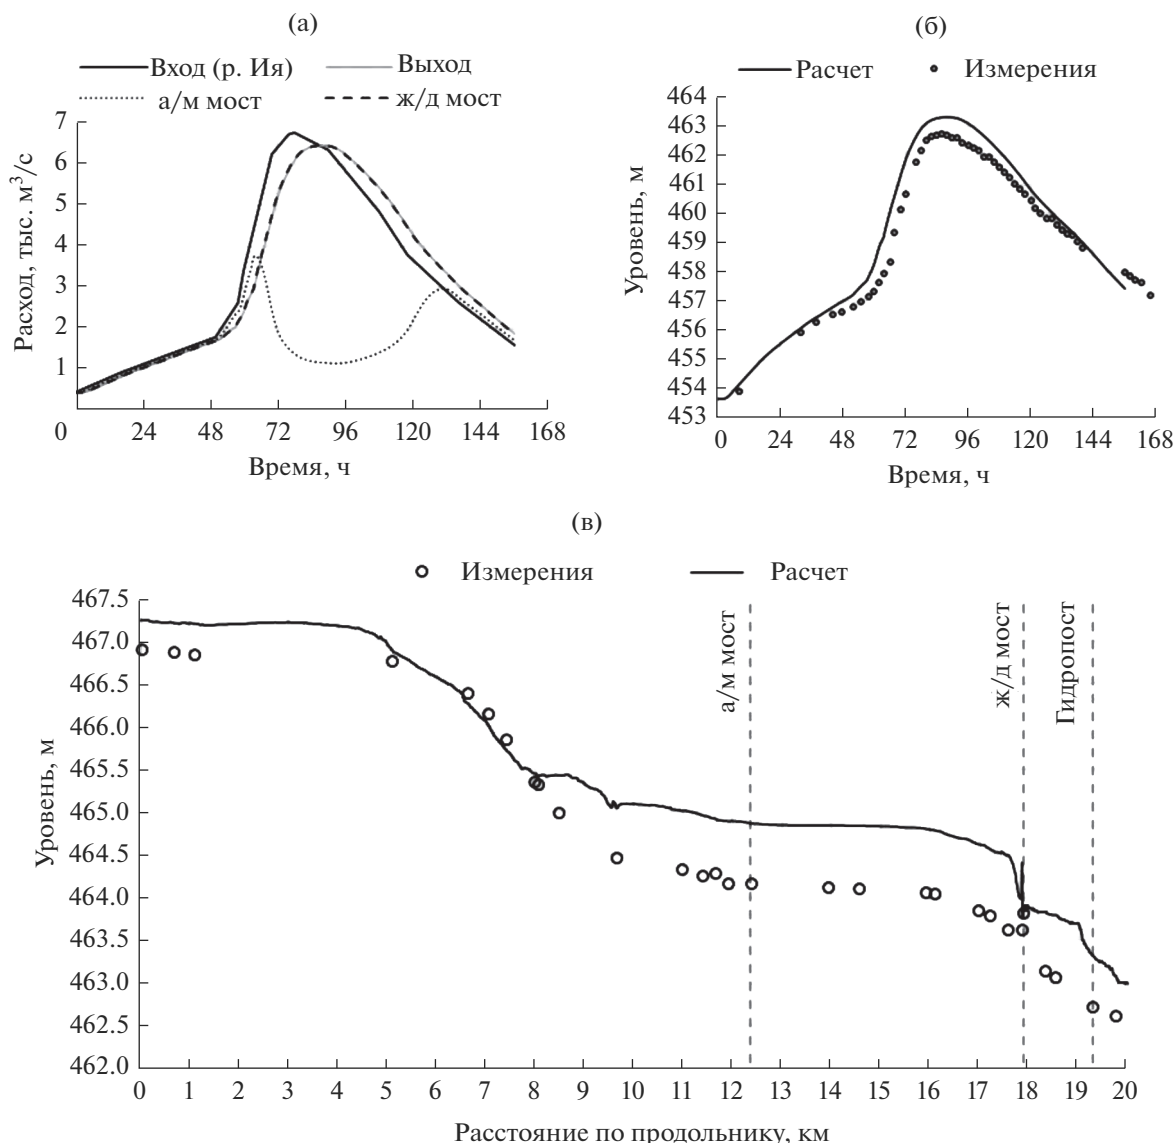 (а)
Вход (р. Ия)
Выход
а/м мост
ж/д мост
Расход, тыс. м³/с
7
6
5
4
3
2
1
0 24 48 72 96 120 144 168
Время, ч
(б)
Расчет
Измерения
Уровень, м
464
463
462
461
460
459
458
457
456
455
454
453
0 24 48 72 96 120 144 168
Время, ч
(в)
Измерения
Расчет
Уровень, м
467.5
467.0
466.5
466.0
465.5
465.0
464.5
464.0
463.5
463.0
462.5
462.0
а/м мост
ж/д мост
Гидропост
0 1 2 3 4 5 6 7 8 9 10 11 12 13 14 15 16 17 18 19 20
Расстояние по продольнику, км